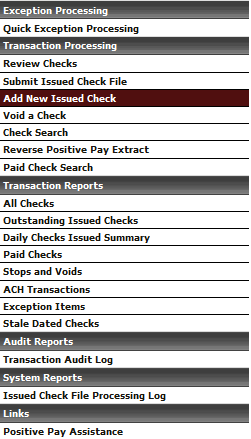 Exception Processing
Quick Exception Processing
Transaction Processing
Review Checks
Submit Issued Check File
Add New Issued Check
Void a Check
Check Search
Reverse Positive Pay Extract
Paid Check Search
Transaction Reports
All Checks
Outstanding Issued Checks
Daily Checks Issued Summary
Paid Checks
Stops and Voids
ACH Transactions
Exception Items
Stale Dated Checks
Audit Reports
Transaction Audit Log
System Reports
Issued Check File Processing Log
Links
Positive Pay Assistance